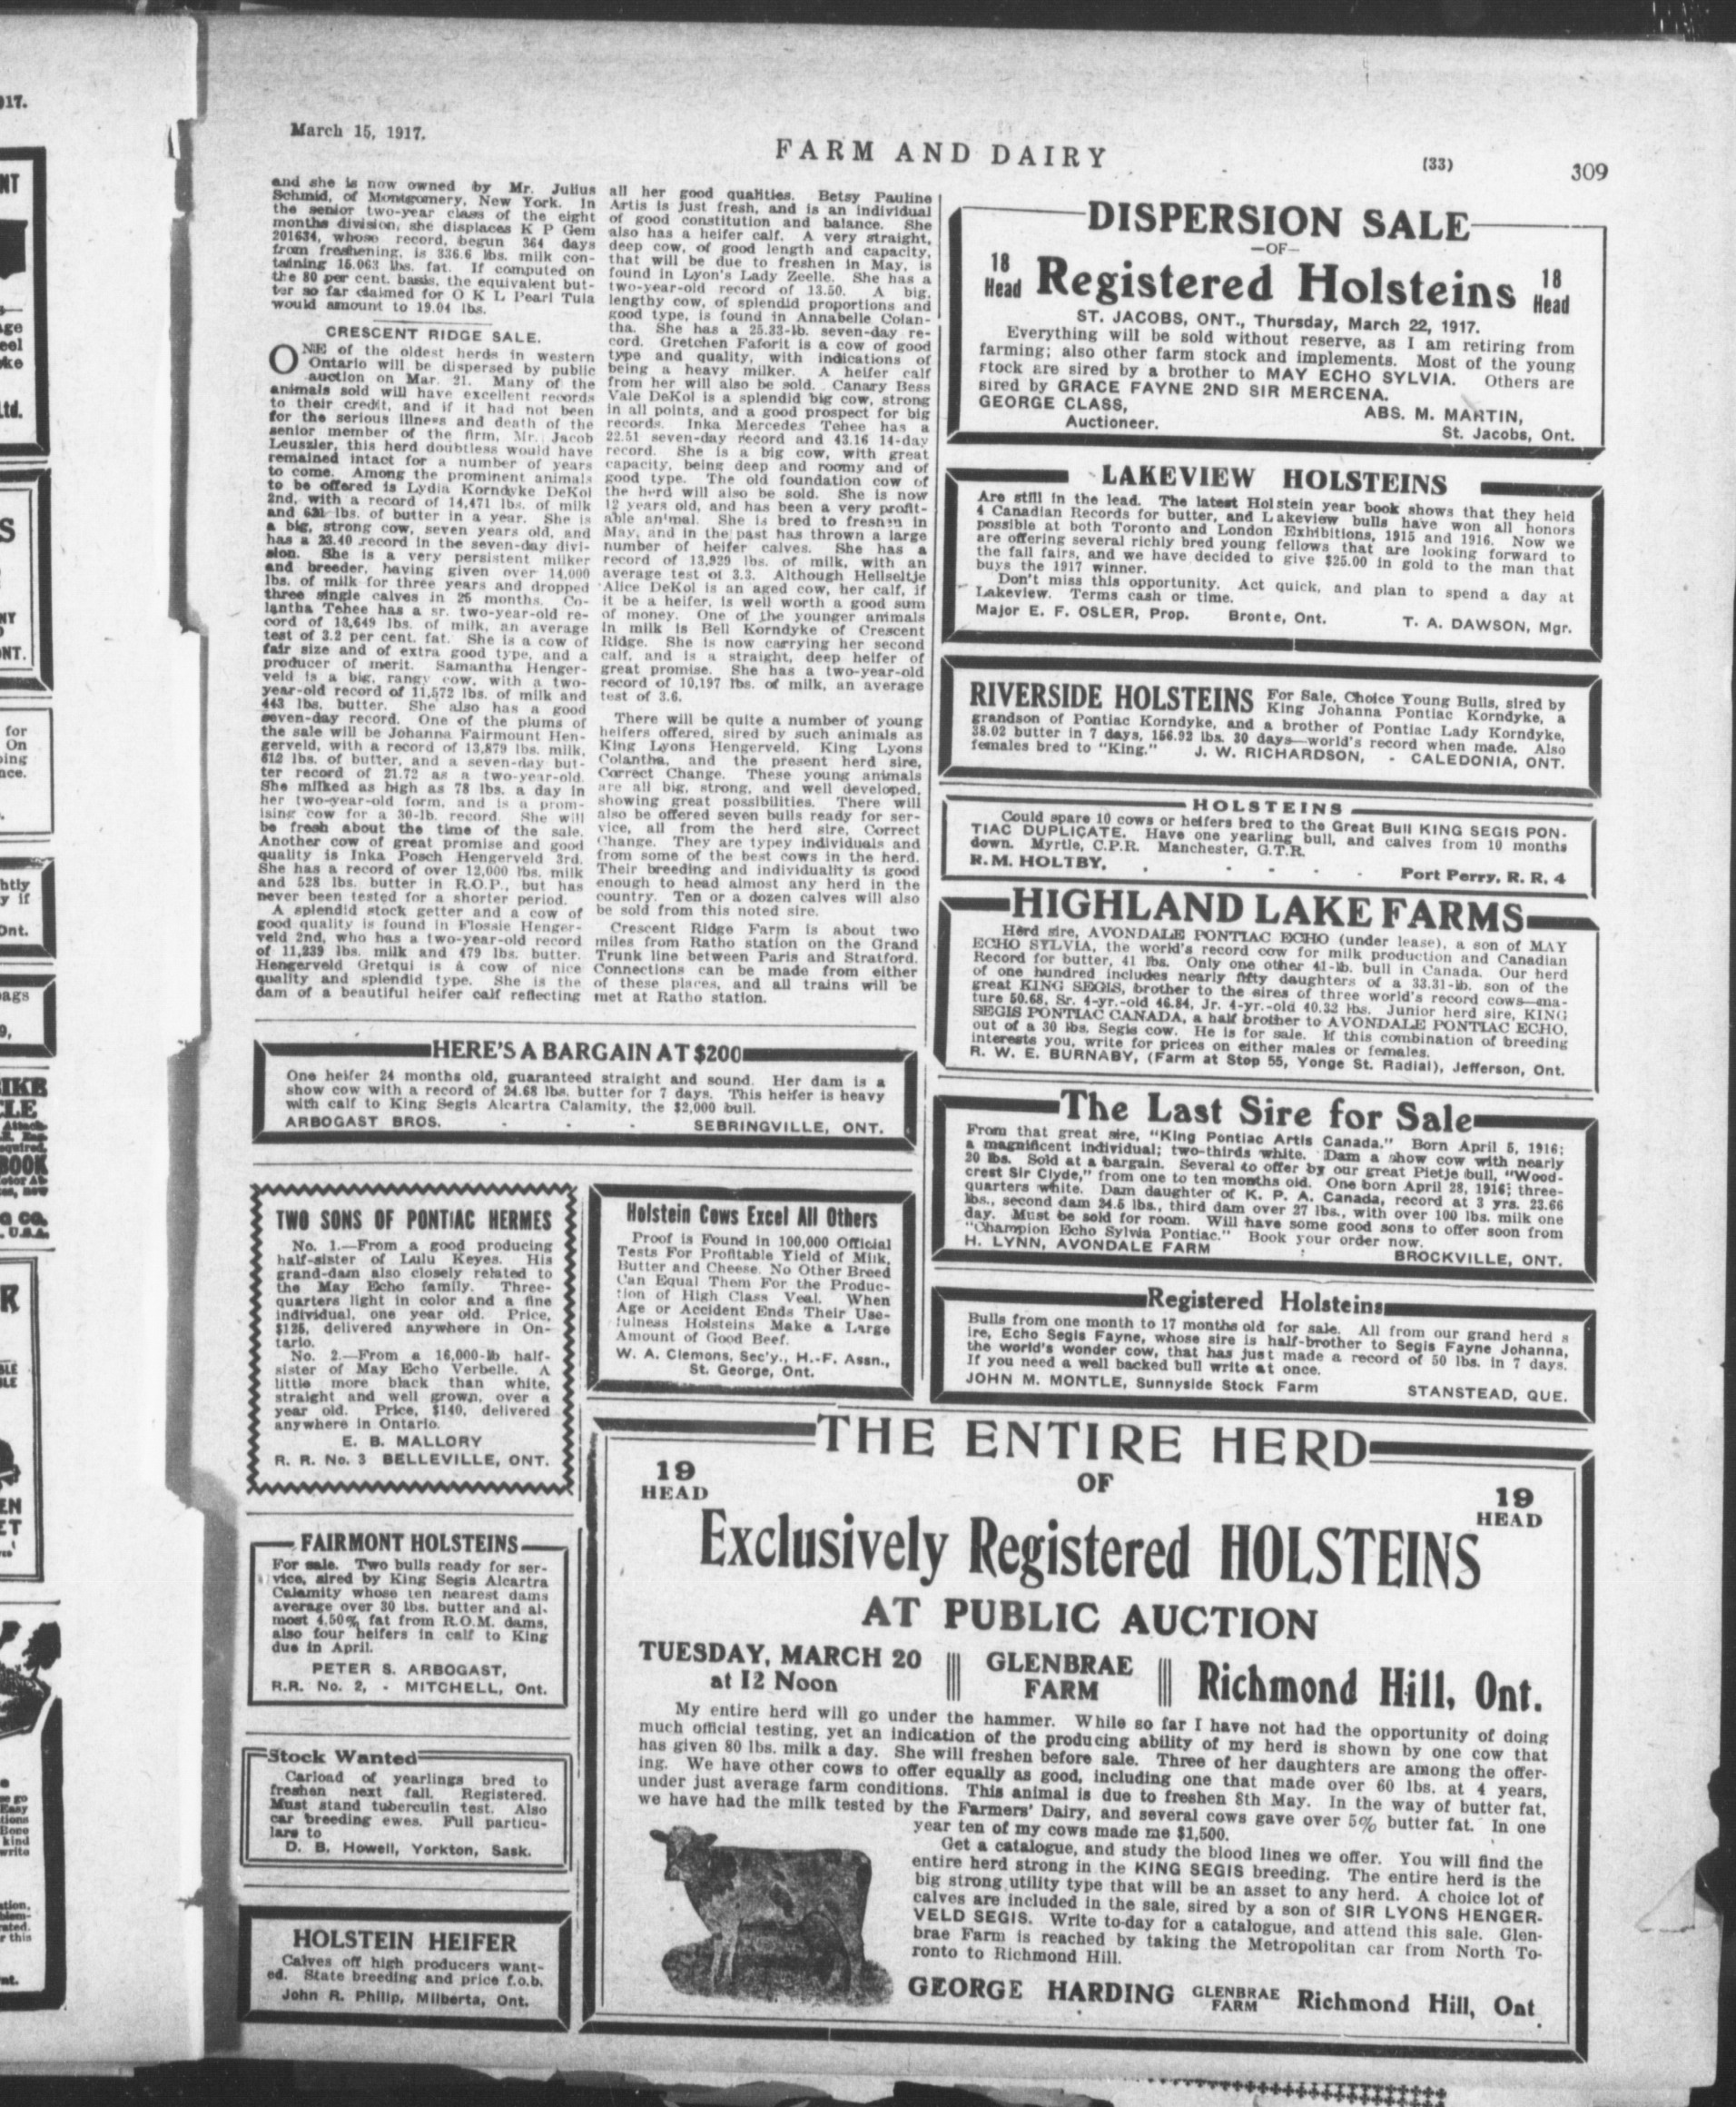 March 15, 1917.
FARM AND DAIRY
(33)
309
and she is now owned by Mr. Julius
Schmid, of Montgomery, New York. In
the senior two-year class of the eight
months division, she displaces K P Gem
201634, whose record, begun 364 days
from freshening, is 336.6 lbs. milk con-
taining 15.063 lbs. fat. If computed on
the 80 per cent. basis, the equivalent but-
ter so far claimed for O K L Pearl Tula
would amount to 19.04 lbs.
CRESCENT RIDGE SALE.
ONE of the oldest herds in western
Ontario will be dispersed by public
auction on Mar. 21. Many of the
animals sold will have excellent records
to their credit, and if it had not been
for the serious illness and death of the
senior member of the firm, Mr. Jacob
Leuszler, this herd doubtless would have
remained intact for a number of years
to come. Among the prominent animals
to be offered is Lydia Korndyke DeKol
2nd, with a record of 14,471 lbs. of milk
and 631 lbs. of butter in a year. She is
a big, strong cow, seven years old, and
has a 23.40 record in the seven-day divi-
sion. She is a very persistent milker
and breeder, having given over 14,000
lbs. of milk for three years and dropped
three single calves in 25 months. Co-
lantha Tehee has a sr. two-year-old re-
cord of 13,649 lbs. of milk, an average
test of 3.2 per cent. fat. She is a cow of
fair size and of extra good type, and a
producer of merit. Samantha Henger-
veld is a big, rangy cow, with a two-
year-old record of 11,572 lbs. of milk and
443 lbs. butter. She also has a good
seven-day record. One of the plums of
the sale will be Johanna Fairmount Hen-
gerveld, with a record of 13,879 lbs. milk,
612 lbs. of butter, and a seven-day but-
ter record of 21.72 as a two-year-old.
She milked as high as 78 lbs. a day in
her two-year-old form, and is a prom-
ising cow for a 30-lb. record. She will
be fresh about the time of the sale.
Another cow of great promise and good
quality is Inka Posch Hengerveld 3rd.
She has a record of over 12,000 lbs. milk
and 528 lbs. butter in R.O.P., but has
never been tested for a shorter period.
A splendid stock getter and a cow of
good quality is found in Flossie Henger-
veld 2nd, who has a two-year-old record
of 11,239 lbs. milk and 479 lbs. butter.
Hengerveld Gretqui is a cow of nice
quality and splendid type. She is the
dam of a beautiful heifer calf reflecting
all her good qualities. Betsy Pauline
Artis is just fresh, and is an individual
of good constitution and balance. She
also has a heifer calf. A very straight,
deep cow, of good length and capacity,
that will be due to freshen in May, is
found in Lyon's Lady Zeelle. She has a
two-year-old record of 13.50. A big,
lengthy cow, of splendid proportions and
good type, is found in Annabelle Colan-
tha. She has a 25.33-lb. seven-day re-
cord. Gretchen Faforit is a cow of good
type and quality, with indications of
being a heavy milker. A heifer calf
from her will also be sold. Canary Bess
Vale DeKol is a splendid big cow, strong
in all points, and a good prospect for big
records. Inka Mercedes Tehee has a
22.51 seven-day record and 43.16 14-day
record. She is a big cow, with great
capacity, being deep and roomy and of
good type. The old foundation cow of
the herd will also be sold. She is now
12 years old, and has been a very profit-
able animal. She is bred to freshen in
May, and in the past has thrown a large
number of heifer calves. She has a
record of 13,929 lbs. of milk, with an
average test of 3.3. Although Hellseltje
Alice DeKol is an aged cow, her calf, if
it be a heifer, is well worth a good sum
of money. One of the younger animals
in milk is Bell Korndyke of Crescent
Ridge. She is now carrying her second
calf, and is a straight, deep heifer of
great promise. She has a two-year-old
record of 10,197 lbs. of milk, an average
test of 3.6.
There will be quite a number of young
heifers offered, sired by such animals as
King Lyons Hengerveld, King Lyons
Colantha, and the present herd sire,
Correct Change. These young animals
are all big, strong, and well developed,
showing great possibilities. There will
also be offered seven bulls ready for ser-
vice, all from the herd sire, Correct
Change. They are typey individuals and
from some of the best cows in the herd.
Their breeding and individuality is good
enough to head almost any herd in the
country. Ten or a dozen calves will also
be sold from this noted sire.
Crescent Ridge Farm is about two
miles from Ratho station on the Grand
Trunk line between Paris and Stratford.
Connections can be made from either
of these places, and all trains will be
met at Ratho station.
HERE'S A BARGAIN AT $200
One heifer 24 months old, guaranteed straight and sound. Her dam is a
show cow with a record of 24.68 lbs. butter for 7 days. This heifer is heavy
with calf to King Segis Alcartra Calamity, the $2,000 bull.
ARBOGAST BROS. - - - SEBRINGVILLE, ONT.
TWO SONS OF PONTIAC HERMES
No. 1.—From a good producing
half-sister of Lulu Keyes. His
grand-dam also closely related to
the May Echo family. Three-
quarters light in color and a fine
individual, one year old. Price,
$125, delivered anywhere in On-
tario.
No. 2.—From a 16,000-lb half-
sister of May Echo Verbelle. A
little more black than white,
straight and well grown, over a
year old. Price, $140, delivered
anywhere in Ontario.
E. B. MALLORY
R. R. No. 3 BELLEVILLE, ONT.
Holstein Cows Excel All Others
Proof is Found in 100,000 Official
Tests For Profitable Yield of Milk,
Butter and Cheese. No Other Breed
Can Equal Them For the Produc-
tion of High Class Veal. When
Age or Accident Ends Their Use-
fulness Holsteins Make a Large
Amount of Good Beef.
W. A. Clemons, Sec'y., H.-F. Assn.,
St. George, Ont.
FAIRMONT HOLSTEINS
For sale. Two bulls ready for ser-
vice, sired by King Segis Alcartra
Calamity whose ten nearest dams
average over 30 lbs. butter and al-
most 4.50% fat from R.O.M. dams,
also four heifers in calf to King
due in April.
PETER S. ARBOGAST,
R.R. No. 2, - MITCHELL, Ont.
Stock Wanted
Carload of yearlings bred to
freshen next fall. Registered.
Must stand tuberculin test. Also
car breeding ewes. Full particu-
lars to
D. B. Howell, Yorkton, Sask.
HOLSTEIN HEIFER
Calves off high producers want-
ed. State breeding and price f.o.b.
John R. Philip, Milberta, Ont.
DISPERSION SALE
—OF—
18 Head Registered Holsteins 18 Head
ST. JACOBS, ONT., Thursday, March 22, 1917.
Everything will be sold without reserve, as I am retiring from
farming; also other farm stock and implements. Most of the young
stock are sired by a brother to MAY ECHO SYLVIA. Others are
sired by GRACE FAYNE 2ND SIR MERCENA.
GEORGE CLASS, ABS. M. MARTIN,
Auctioneer. St. Jacobs, Ont.
LAKEVIEW HOLSTEINS
Are still in the lead. The latest Holstein year book shows that they held
4 Canadian Records for butter, and Lakeview bulls have won all honors
possible at both Toronto and London Exhibitions, 1915 and 1916. Now we
are offering several richly bred young fellows that are looking forward to
the fall fairs, and we have decided to give $25.00 in gold to the man that
buys the 1917 winner.
Don't miss this opportunity. Act quick, and plan to spend a day at
Lakeview. Terms cash or time.
Major E. F. OSLER, Prop. Bronte, Ont. T. A. DAWSON, Mgr.
RIVERSIDE HOLSTEINS For Sale, Choice Young Bulls, sired by
King Johanna Pontiac Korndyke, a
grandson of Pontiac Korndyke, and a brother of Pontiac Lady Korndyke,
38.02 butter in 7 days, 156.92 lbs. 30 days—world's record when made. Also
females bred to "King." J. W. RICHARDSON, - CALEDONIA, ONT.
HOLSTEINS
Could spare 10 cows or heifers bred to the Great Bull KING SEGIS PON-
TIAC DUPLICATE. Have one yearling bull, and calves from 10 months
down. Myrtle, C.P.R. Manchester, G.T.R.
R. M. HOLTBY, - - - - Port Perry, R. R. 4
HIGHLAND LAKE FARMS
Herd sire, AVONDALE PONTIAC ECHO (under lease), a son of MAY
ECHO SYLVIA, the world's record cow for milk production and Canadian
Record for butter, 41 lbs. Only one other 41-lb. bull in Canada. Our herd
of one hundred includes nearly fifty daughters of a 33.31-lb. son of the
great KING SEGIS, brother to the sires of three world's record cows—ma-
ture 50.68, Sr. 4-yr.-old 46.84, Jr. 4-yr.-old 40.32 lbs. Junior herd sire, KING
SEGIS PONTIAC CANADA, a half brother to AVONDALE PONTIAC ECHO,
out of a 30 lbs. Segis cow. He is for sale. If this combination of breeding
interests you, write for prices on either males or females.
R. W. E. BURNABY, (Farm at Stop 55, Yonge St. Radial), Jefferson, Ont.
The Last Sire for Sale
From that great sire, "King Pontiac Artis Canada." Born April 5, 1916;
a magnificent individual; two-thirds white. Dam a show cow with nearly
20 lbs. Sold at a bargain. Several to offer by our great Pietje bull, "Wood-
crest Sir Clyde," from one to ten months old. One born April 28, 1916; three-
quarters white. Dam daughter of K. P. A. Canada, record at 3 yrs. 23.66
lbs., second dam 24.5 lbs., third dam over 27 lbs., with over 100 lbs. milk one
day. Must be sold for room. Will have some good sons to offer soon from
"Champion Echo Sylvia Pontiac." Book your order now.
H. LYNN, AVONDALE FARM BROCKVILLE, ONT.
Registered Holsteins
Bulls from one month to 17 months old for sale. All from our grand herd s
ire, Echo Segis Fayne, whose sire is half-brother to Segis Fayne Johanna,
the world's wonder cow, that has just made a record of 50 lbs. in 7 days.
If you need a well backed bull write at once.
JOHN M. MONTLE, Sunnyside Stock Farm STANSTEAD, QUE.
THE ENTIRE HERD
19 HEAD OF 19 HEAD
Exclusively Registered HOLSTEINS
AT PUBLIC AUCTION
TUESDAY, MARCH 20 at 12 Noon
GLENBRAE FARM
Richmond Hill, Ont.
My entire herd will go under the hammer. While so far I have not had the opportunity of doing
much official testing, yet an indication of the producing ability of my herd is shown by one cow that
has given 80 lbs. milk a day. She will freshen before sale. Three of her daughters are among the offer-
ing. We have other cows to offer equally as good, including one that made over 60 lbs. at 4 years,
under just average farm conditions. This animal is due to freshen 8th May. In the way of butter fat,
we have had the milk tested by the Farmers' Dairy, and several cows gave over 5% butter fat. In one
year ten of my cows made me $1,500.
Get a catalogue, and study the blood lines we offer. You will find the
entire herd strong in the KING SEGIS breeding. The entire herd is the
big strong utility type that will be an asset to any herd. A choice lot of
calves are included in the sale, sired by a son of SIR LYONS HENGER-
VELD SEGIS. Write to-day for a catalogue, and attend this sale. Glen-
brae Farm is reached by taking the Metropolitan car from North To-
ronto to Richmond Hill.
GEORGE HARDING GLENBRAE FARM Richmond Hill, Ont.